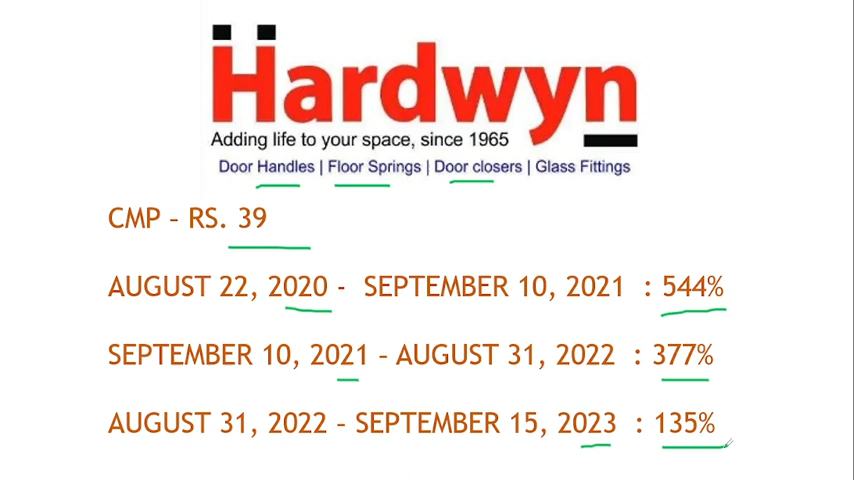 Hardwyn
Adding life to your space, since 1965
Door Handles | Floor Springs | Door closers | Glass Fittings
CMP – RS. 39
AUGUST 22, 2020 - SEPTEMBER 10, 2021 : 544%
SEPTEMBER 10, 2021 – AUGUST 31, 2022 : 377%
AUGUST 31, 2022 – SEPTEMBER 15, 2023 : 135%